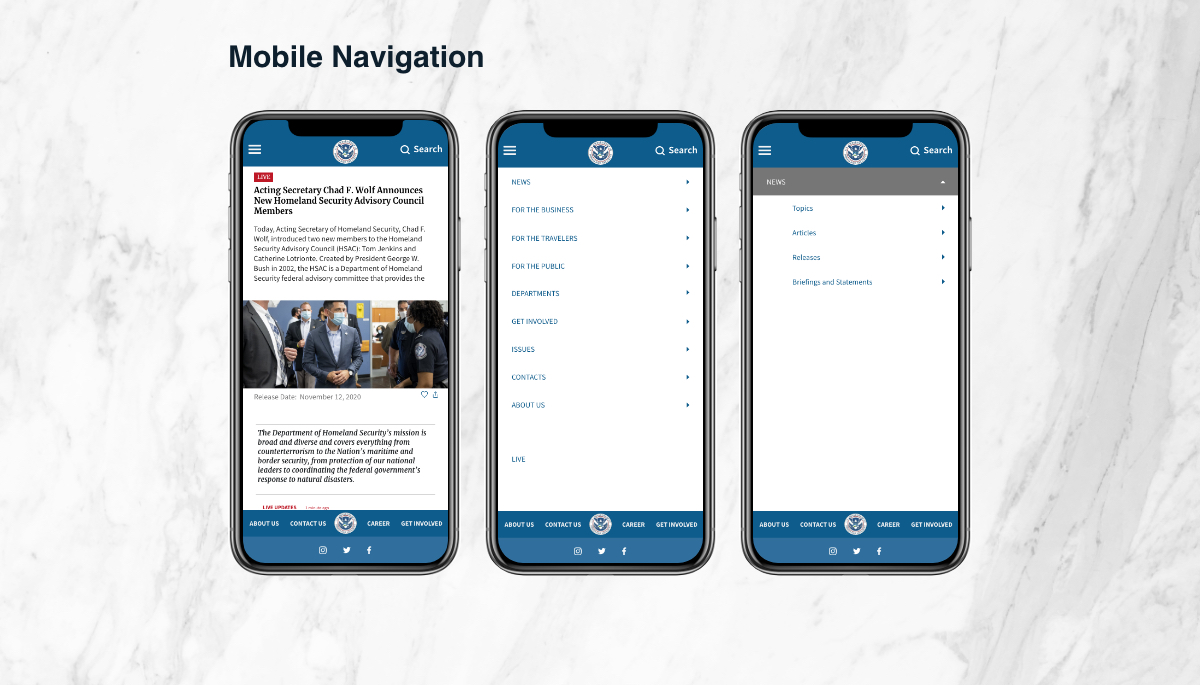 Mobile Navigation
Search
LIVE
Acting Secretary Chad F. Wolf Announces
New Homeland Security Advisory Council
Members
Today, Acting Secretary of Homeland Security, Chad F.
Wolf, introduced two new members to the Homeland
Security Advisory Council (HSAC): Tom Jenkins and
Catherine Lotrionte. Created by President George W.
Bush in 2002, the HSAC is a Department of Homeland
Security federal advisory committee that provides the
Release Date: November 12, 2020
The Department of Homeland Security's mission is
broad and diverse and covers everything from
counterterrorism to the Nation's maritime and
border security, from protection of our national
leaders to coordinating the federal government's
response to natural disasters.
LIVE UPDATES
ABOUT US CONTACT US CAREER GET INVOLVED
Search
NEWS
FOR THE BUSINESS
FOR THE TRAVELERS
FOR THE PUBLIC
DEPARTMENTS
GET INVOLVED
ISSUES
CONTACTS
ABOUT US
LIVE
ABOUT US CONTACT US CAREER GET INVOLVED
Search
NEWS
Topics
Articles
Releases
Briefings and Statements
ABOUT US CONTACT US CAREER GET INVOLVED